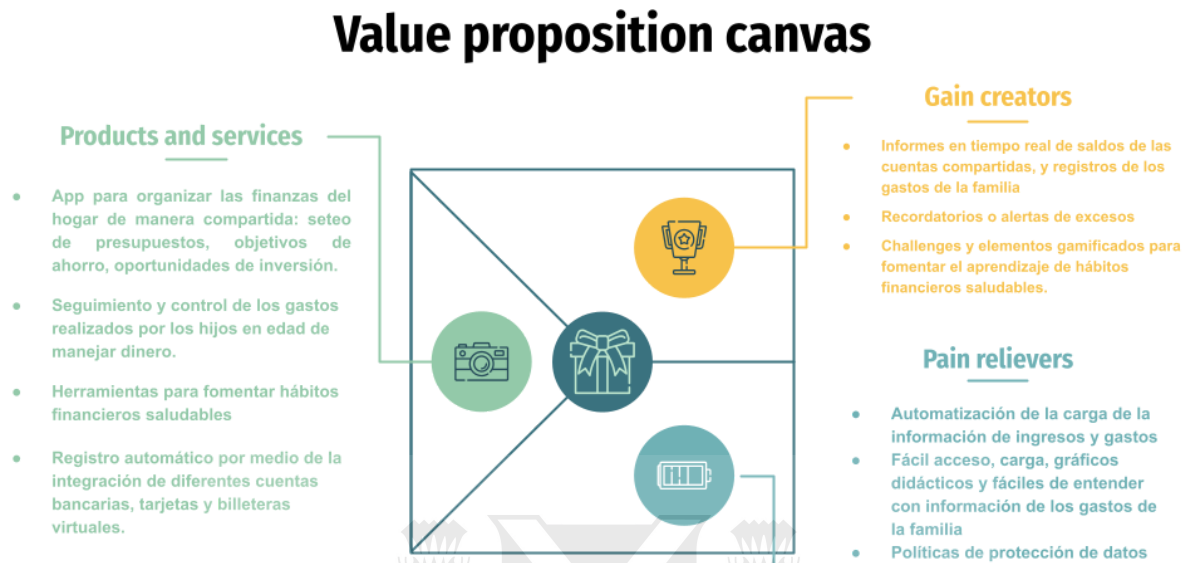 Value proposition canvas
Products and services
● App para organizar las finanzas del
hogar de manera compartida: seteo
de presupuestos, objetivos de
ahorro, oportunidades de inversión.
● Seguimiento y control de los gastos
realizados por los hijos en edad de
manejar dinero.
● Herramientas para fomentar hábitos
financieros saludables
● Registro automático por medio de la
integración de diferentes cuentas
bancarias, tarjetas y billeteras
virtuales.
Gain creators
● Informes en tiempo real de saldos de las
cuentas compartidas, y registros de los
gastos de la familia
● Recordatorios o alertas de excesos
● Challenges y elementos gamificados para
fomentar el aprendizaje de hábitos
financieros saludables.
Pain relievers
● Automatización de la carga de la
información de ingresos y gastos
● Fácil acceso, carga, gráficos
didácticos y fáciles de entender
con información de los gastos de
la familia
● Políticas de protección de datos